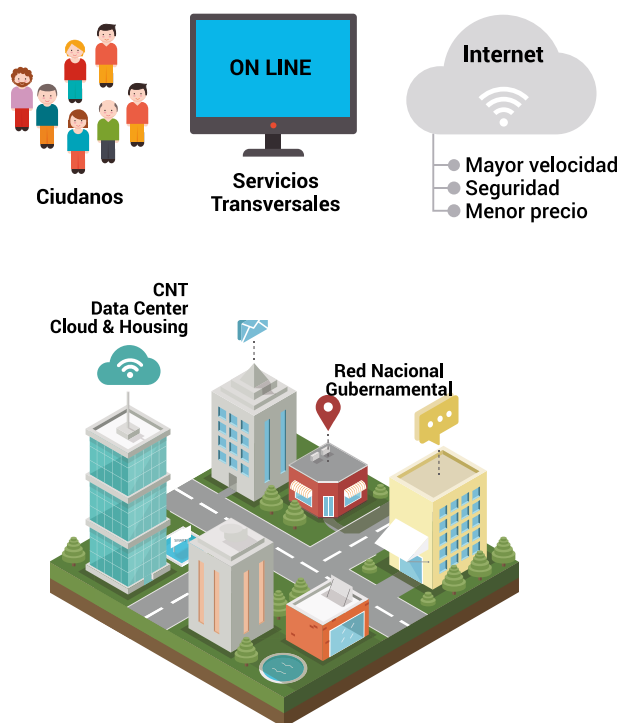 ON LINE
Internet
Ciudanos
Servicios
Transversales
Mayor velocidad
Seguridad
Menor precio
CNT
Data Center
Cloud & Housing
Red Nacional
Gubernamental